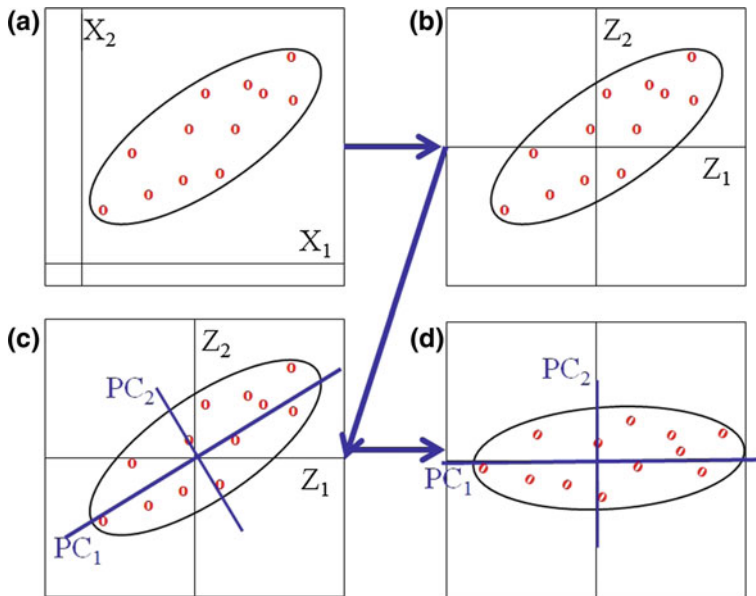 (a)
X₂
X₁
(b)
Z₂
Z₁
(c)
Z₂
PC₂
Z₁
PC₁
(d)
PC₂
PC₁